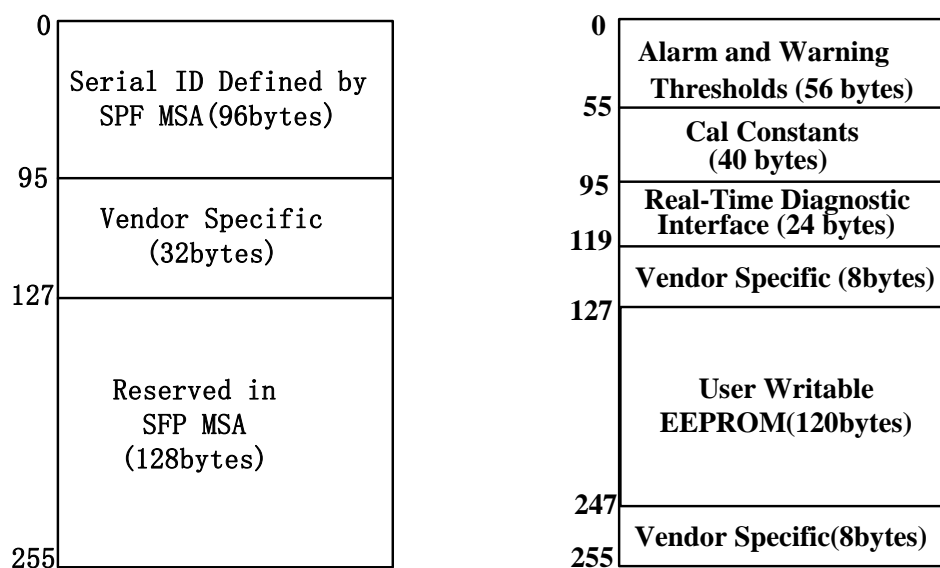 0
Serial ID Defined by
SPF MSA(96bytes)
95
Vendor Specific
(32bytes)
127
Reserved in
SFP MSA
(128bytes)
255
0
Alarm and Warning
Thresholds (56 bytes)
55
Cal Constants
(40 bytes)
95
Real-Time Diagnostic
Interface (24 bytes)
119
Vendor Specific (8bytes)
127
User Writable
EEPROM(120bytes)
247
Vendor Specific(8bytes)
255